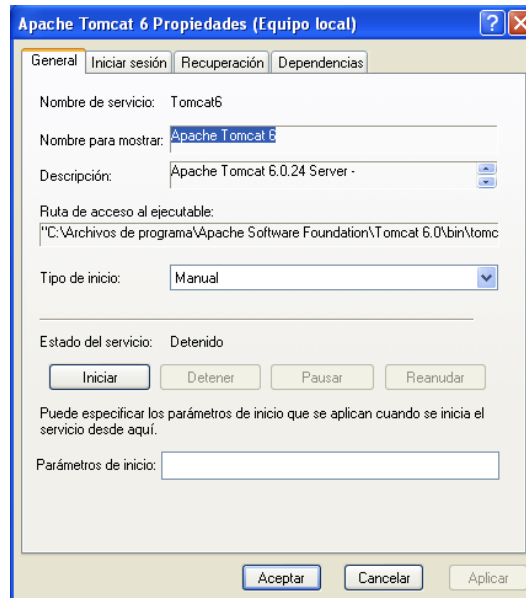 Apache Tomcat 6 Propiedades (Equipo local)
General Iniciar sesión Recuperación Dependencias
Nombre de servicio: Tomcat6
Nombre para mostrar: Apache Tomcat 6
Descripción: Apache Tomcat 6.0.24 Server -
Ruta de acceso al ejecutable:
"C:\Archivos de programa\Apache Software Foundation\Tomcat 6.0\bin\tomc
Tipo de inicio: Manual
Estado del servicio: Detenido
Iniciar Detener Pausar Reanudar
Puede especificar los parámetros de inicio que se aplican cuando se inicia el
servicio desde aquí.
Parámetros de inicio:
Aceptar Cancelar Aplicar